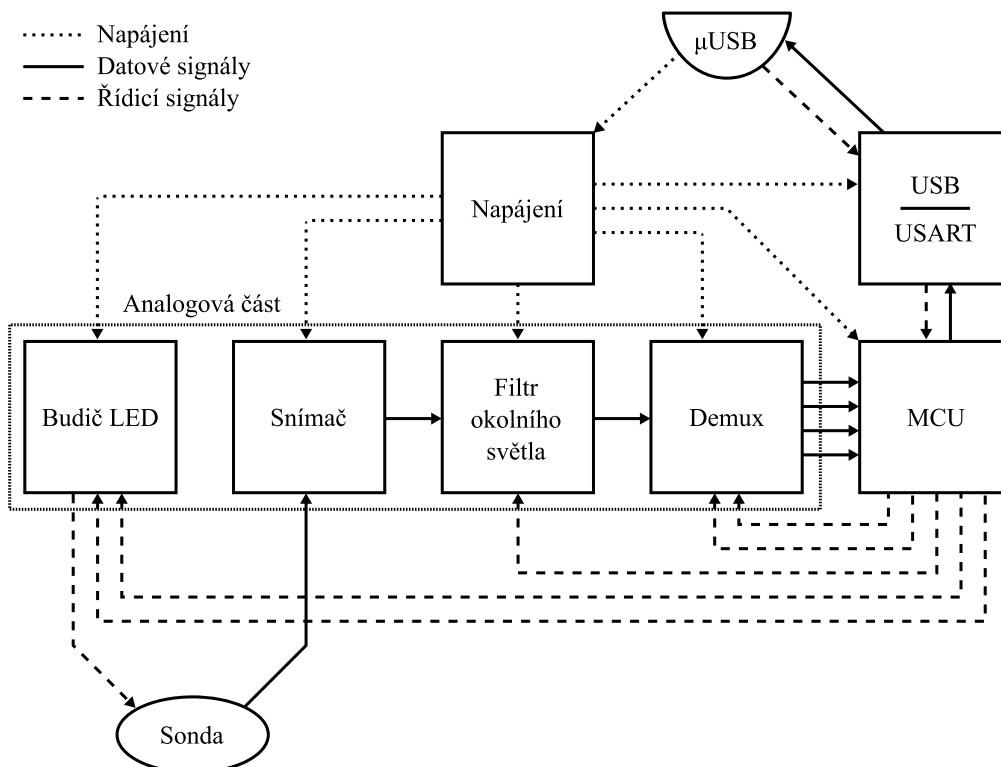 Napájení
Datové signály
Řídicí signály
μUSB
Napájení
USB
USART
Analogová část
Budič LED
Snímač
Filtr
okolního
světla
Demux
MCU
Sonda